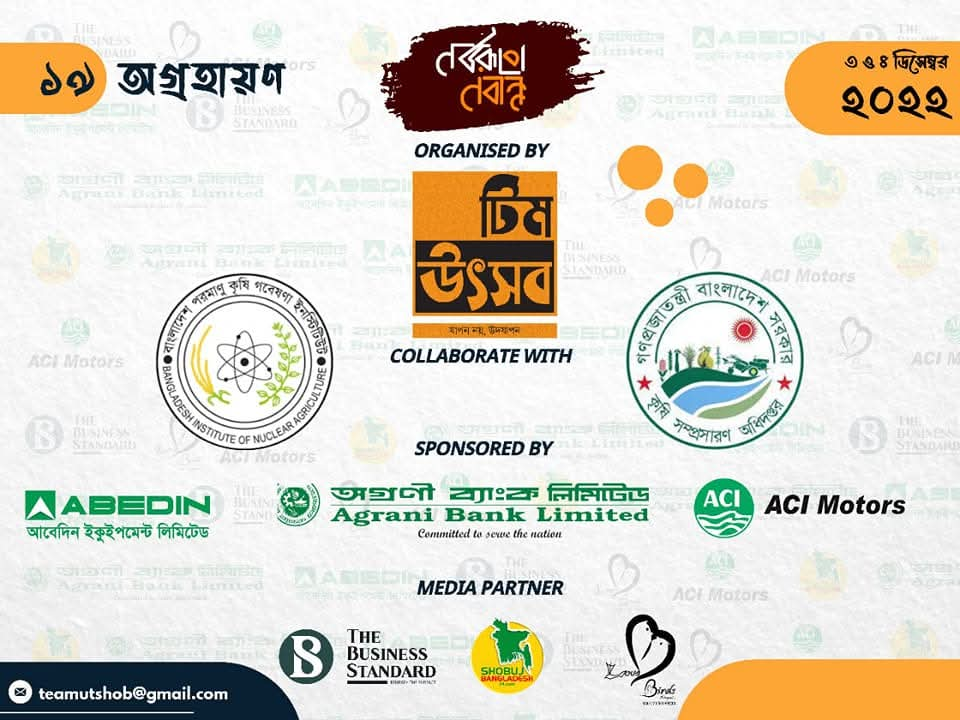 ১৯ অগ্রহায়ণ
নবান্ন
৩ ও ৪ ডিসেম্বর
২০২২
ORGANISED BY
টিম
উৎসব
যাপন নয়, উদযাপন
COLLABORATE WITH
বাংলাদেশ পরমাণু কৃষি গবেষণা ইনস্টিটিউট
BANGLADESH INSTITUTE OF NUCLEAR AGRICULTURE
গণপ্রজাতন্ত্রী বাংলাদেশ সরকার
কৃষি সম্প্রসারণ অধিদপ্তর
SPONSORED BY
ABEDIN
আবেদিন ইকুইপমেন্ট লিমিটেড
অগ্রণী ব্যাংক লিমিটেড
Agrani Bank Limited
Committed to serve the nation
ACI
ACI Motors
MEDIA PARTNER
THE
BUSINESS
STANDARD
SHOBUJ
BANGLADESH
Love
Birds
teamutshob@gmail.com